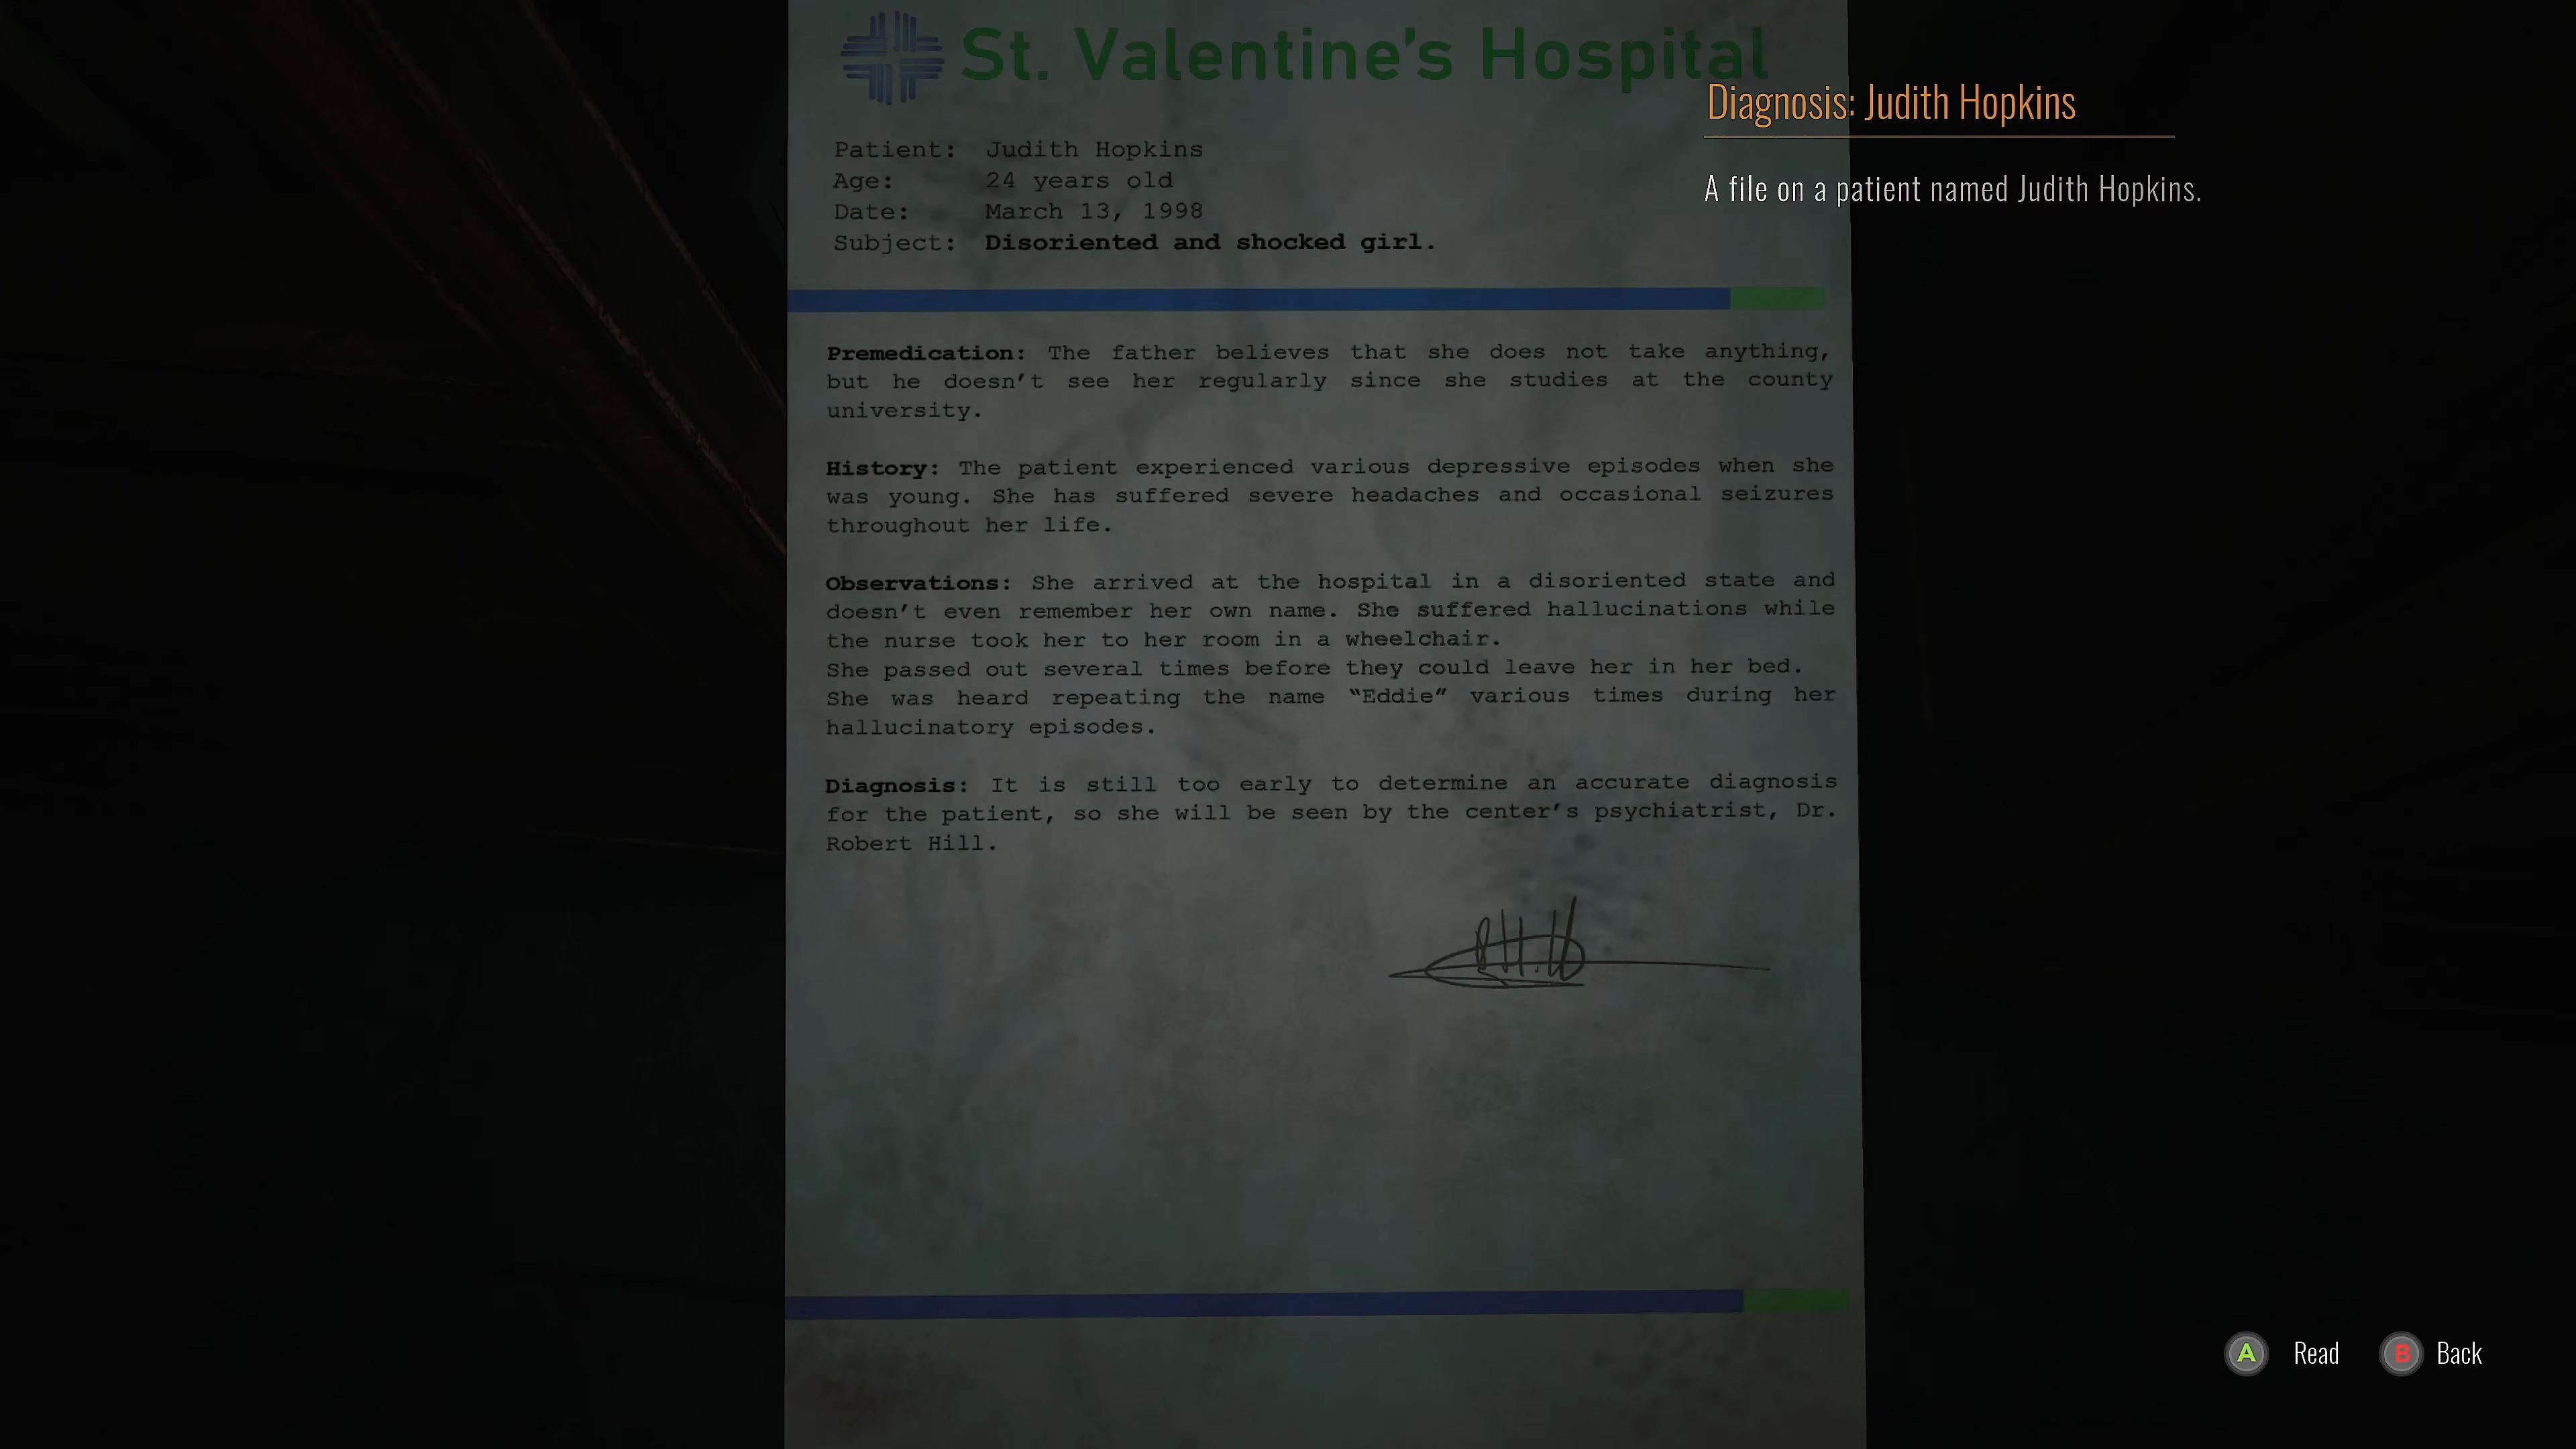 St. Valentine's Hospital
Diagnosis: Judith Hopkins
A file on a patient named Judith Hopkins.
Patient: Judith Hopkins
Age: 24 years old
Date: March 13, 1998
Subject: Disoriented and shocked girl.
Premedication: The father believes that she does not take anything,
but he doesn't see her regularly since she studies at the county
university.
History: The patient experienced various depressive episodes when she
was young. She has suffered severe headaches and occasional seizures
throughout her life.
Observations: She arrived at the hospital in a disoriented state and
doesn't even remember her own name. She suffered hallucinations while
the nurse took her to her room in a wheelchair.
She passed out several times before they could leave her in her bed.
She was heard repeating the name “Eddie” various times during her
hallucinatory episodes.
Diagnosis: It is still too early to determine an accurate diagnosis
for the patient, so she will be seen by the center's psychiatrist, Dr.
Robert Hill.
A Read B Back